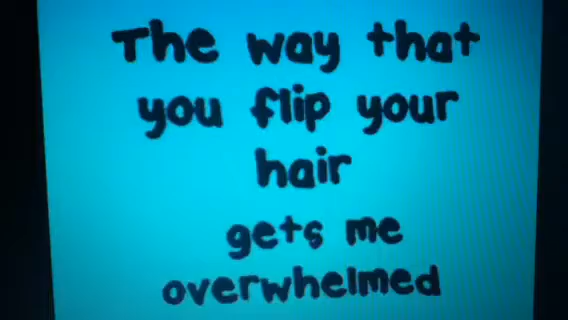 The way that
you flip your
hair
gets me
overwhelmed